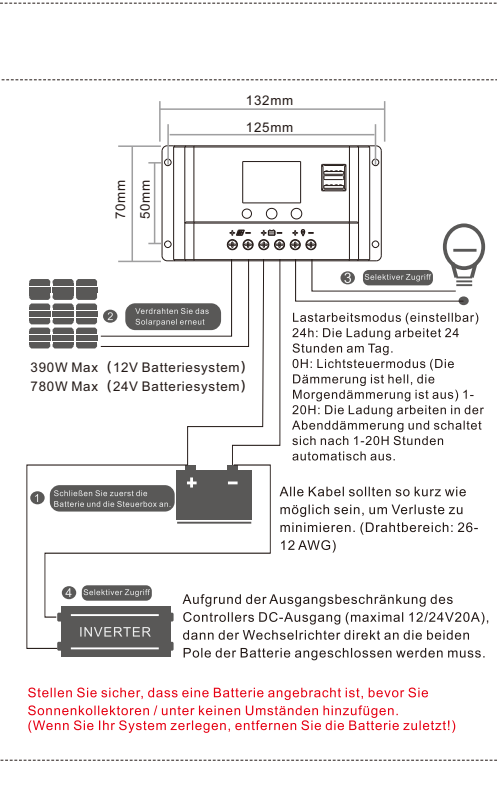 132mm
125mm
70mm
50mm
+ − + − + −
3 Selektiver Zugriff
2 Verdrahten Sie das
Solarpanel erneut
390W Max (12V Batteriesystem)
780W Max (24V Batteriesystem)
Lastarbeitsmodus (einstellbar)
24h: Die Ladung arbeitet 24
Stunden am Tag.
0H: Lichtsteuermodus (Die
Dämmerung ist hell, die
Morgendämmerung ist aus) 1-
20H: Die Ladung arbeiten in der
Abenddämmerung und schaltet
sich nach 1-20H Stunden
automatisch aus.
+ −
1 Schließen Sie zuerst die
Batterie und die Steuerbox an.
Alle Kabel sollten so kurz wie
möglich sein, um Verluste zu
minimieren. (Drahtbereich: 26-
12 AWG)
4 Selektiver Zugriff
INVERTER
Aufgrund der Ausgangsbeschränkung des
Controllers DC-Ausgang (maximal 12/24V20A),
dann der Wechselrichter direkt an die beiden
Pole der Batterie angeschlossen werden muss.
Stellen Sie sicher, dass eine Batterie angebracht ist, bevor Sie
Sonnenkollektoren / unter keinen Umständen hinzufügen.
(Wenn Sie Ihr System zerlegen, entfernen Sie die Batterie zuletzt!)